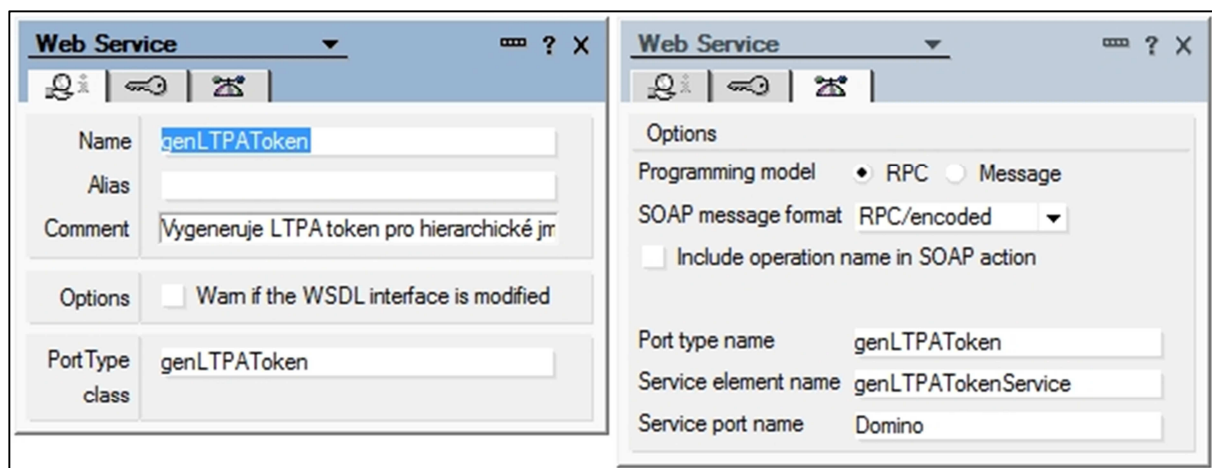 Web Service
? X
Name genLTPAToken
Alias
Comment Vygeneruje LTPA token pro hierarchické jm
Options Warn if the WSDL interface is modified
PortType class genLTPAToken
Web Service
? X
Options
Programming model RPC Message
SOAP message format RPC/encoded
Include operation name in SOAP action
Port type name genLTPAToken
Service element name genLTPATokenService
Service port name Domino